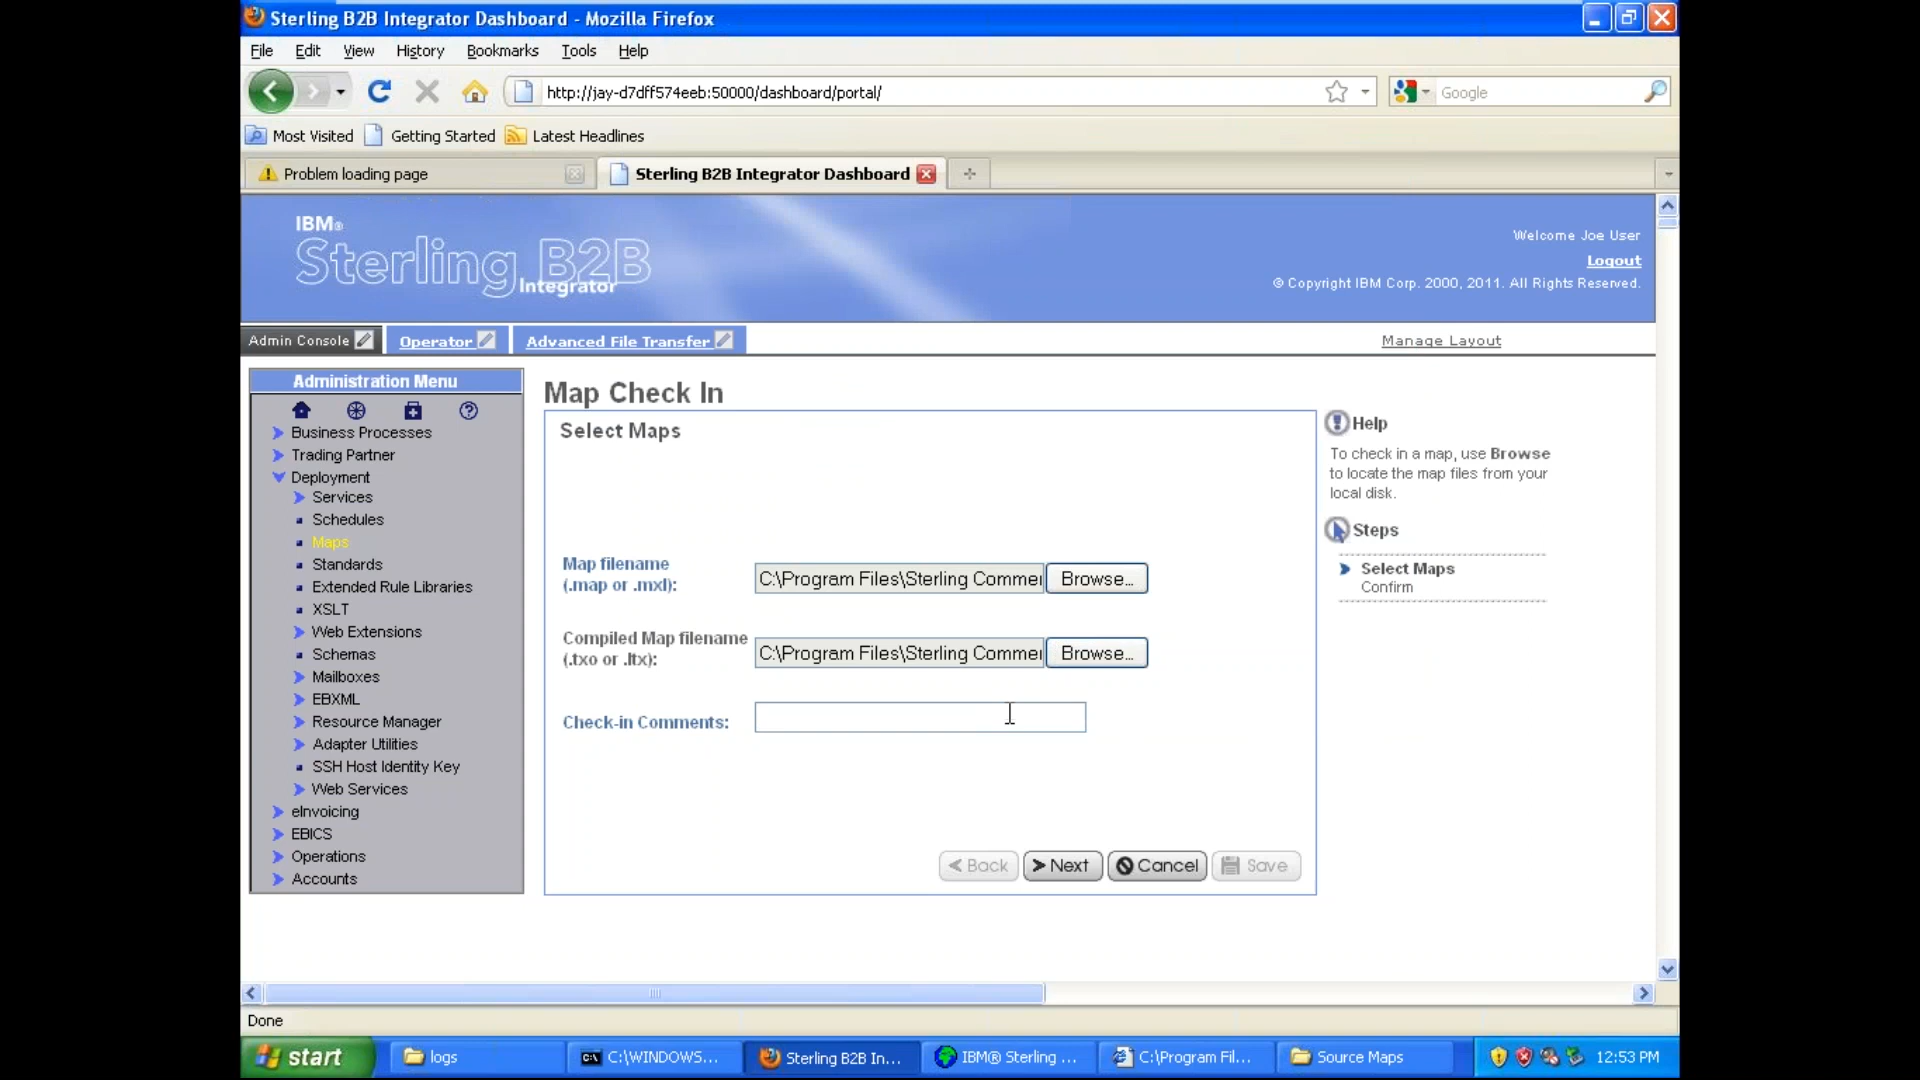 Sterling B2B Integrator Dashboard - Mozilla Firefox
File Edit View History Bookmarks Tools Help
http://jay-d7dff574eeb:50000/dashboard/portal/
Google
Most Visited Getting Started Latest Headlines
Problem loading page
Sterling B2B Integrator Dashboard
IBM®
Sterling B2B
Integrator
Welcome Joe User
Logout
© Copyright IBM Corp. 2000, 2011. All Rights Reserved.
Admin Console Operator Advanced File Transfer
Manage Layout
Administration Menu
Business Processes
Trading Partner
Deployment
Services
Schedules
Maps
Standards
Extended Rule Libraries
XSLT
Web Extensions
Schemas
Mailboxes
EBXML
Resource Manager
Adapter Utilities
SSH Host Identity Key
Web Services
eInvoicing
EBICS
Operations
Accounts
Map Check In
Select Maps
Map filename
(.map or .mxl):
C:\Program Files\Sterling Commer
Browse...
Compiled Map filename
(.txo or .ltx):
C:\Program Files\Sterling Commer
Browse...
Check-in Comments:
< Back
> Next
Cancel
Save
Help
To check in a map, use Browse
to locate the map files from your
local disk.
Steps
Select Maps
Confirm
Done
start
logs
C:\WINDOWS...
Sterling B2B In...
IBM® Sterling ...
C:\Program Fil...
Source Maps
12:53 PM